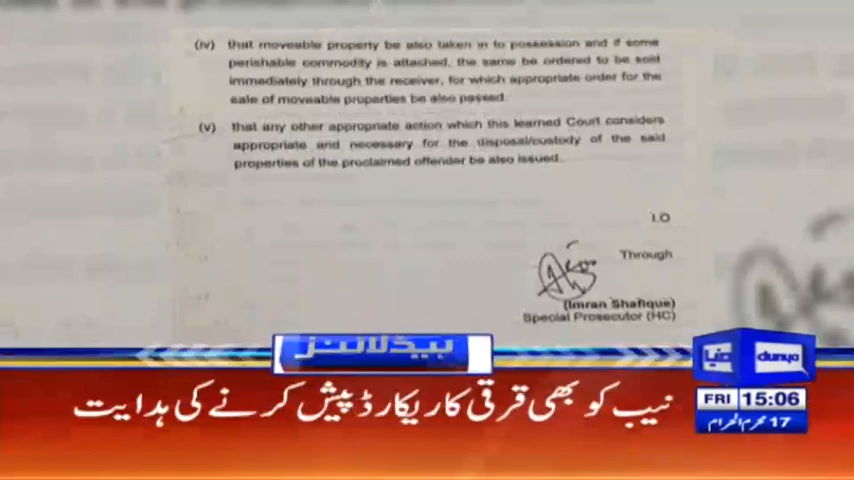 (iv) that moveable property be also taken in to possession and if some
perishable commodity is attached, the same be ordered to be sold
immediately through the receiver, for which appropriate order for the
sale of moveable properties be also passed.
(v) that any other appropriate action which this learned Court considers
appropriate and necessary for the disposal/custody of the said
properties of the proclaimed offender be also issued.
I.O
Through
(Imran Shafique)
Special Prosecutor (HC)
ہیڈلائنز
نیب کو بھی قرقی کا ریکارڈ پیش کرنے کی ہدایت
دنیا dunya
FRI 15:06
17 محرم الحرام